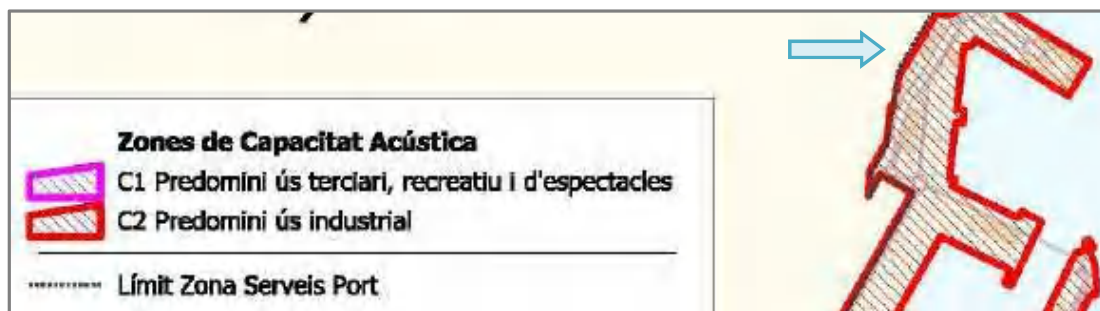 Zones de Capacitat Acústica
C1 Predomini ús terciari, recreatiu i d'espectacles
C2 Predomini ús industrial
Límit Zona Serveis Port